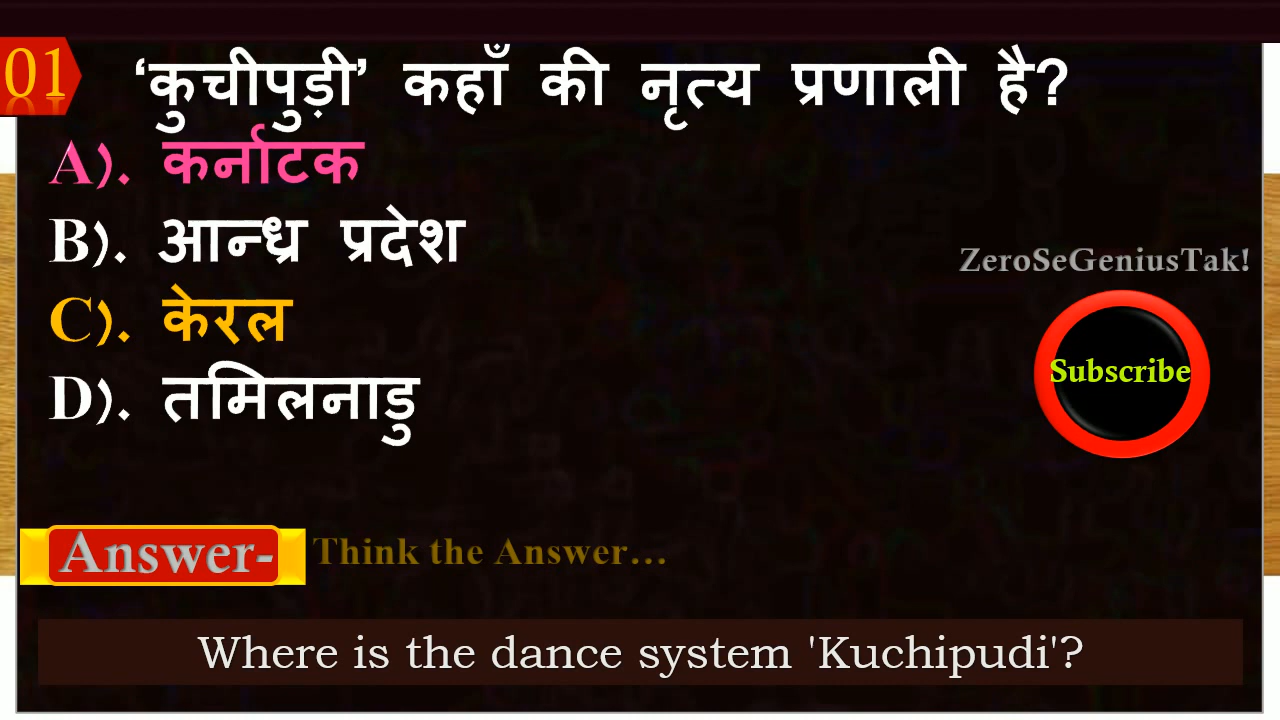 01
‘कुचीपुड़ी’ कहाँ की नृत्य प्रणाली है?
A). कर्नाटक
B). आन्ध्र प्रदेश
C). केरल
D). तमिलनाडु
ZeroSeGeniusTak!
Subscribe
Answer- Think the Answer...
Where is the dance system 'Kuchipudi'?